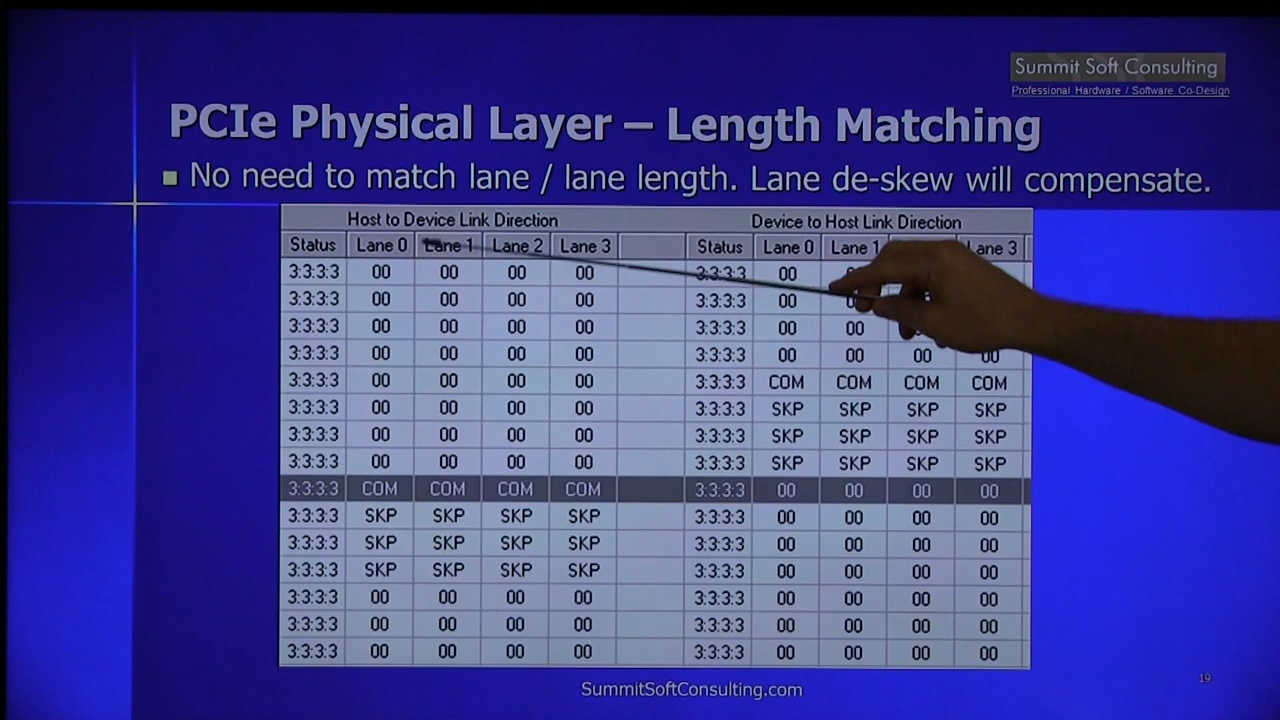 Summit Soft Consulting
Professional Hardware / Software Co-Design
PCIe Physical Layer – Length Matching
No need to match lane / lane length. Lane de-skew will compensate.
Host to Device Link Direction Device to Host Link Direction
Status Lane 0 Lane 1 Lane 2 Lane 3 Status Lane 0 Lane 1 Lane 3
3:3:3:3 00 00 00 00 3:3:3:3 00
3:3:3:3 00 00 00 00 3:3:3:3 00
3:3:3:3 00 00 00 00 3:3:3:3 00 00
3:3:3:3 00 00 00 00 3:3:3:3 00 00 00 00
3:3:3:3 00 00 00 00 3:3:3:3 COM COM COM COM
3:3:3:3 00 00 00 00 3:3:3:3 SKP SKP SKP SKP
3:3:3:3 00 00 00 00 3:3:3:3 SKP SKP SKP SKP
3:3:3:3 00 00 00 00 3:3:3:3 SKP SKP SKP SKP
3:3:3:3 COM COM COM COM 3:3:3:3 00 00 00 00
3:3:3:3 SKP SKP SKP SKP 3:3:3:3 00 00 00 00
3:3:3:3 SKP SKP SKP SKP 3:3:3:3 00 00 00 00
3:3:3:3 SKP SKP SKP SKP 3:3:3:3 00 00 00 00
3:3:3:3 00 00 00 00 3:3:3:3 00 00 00 00
3:3:3:3 00 00 00 00 3:3:3:3 00 00 00 00
3:3:3:3 00 00 00 00 3:3:3:3 00 00 00 00
SummitSoftConsulting.com
19